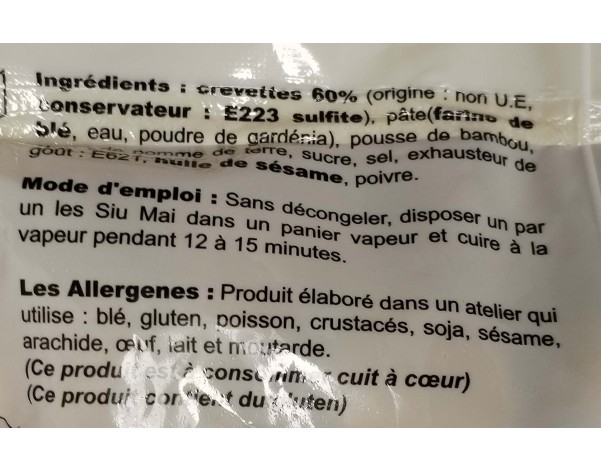 Ingrédients : crevettes 60% (origine : non U.E,
conservateur : E223 sulfite), pâte(farine de
blé, eau, poudre de gardénia), pousse de bambou,
de pomme de terre, sucre, sel, exhausteur de
goût : E621, huile de sésame, poivre.
Mode d'emploi : Sans décongeler, disposer un par
un les Siu Mai dans un panier vapeur et cuire à la
vapeur pendant 12 à 15 minutes.
Les Allergenes : Produit élaboré dans un atelier qui
utilise : blé, gluten, poisson, crustacés, soja, sésame,
arachide, œuf, lait et moutarde.
(Ce produit est à consommer cuit à cœur)
(Ce produit contient du gluten)